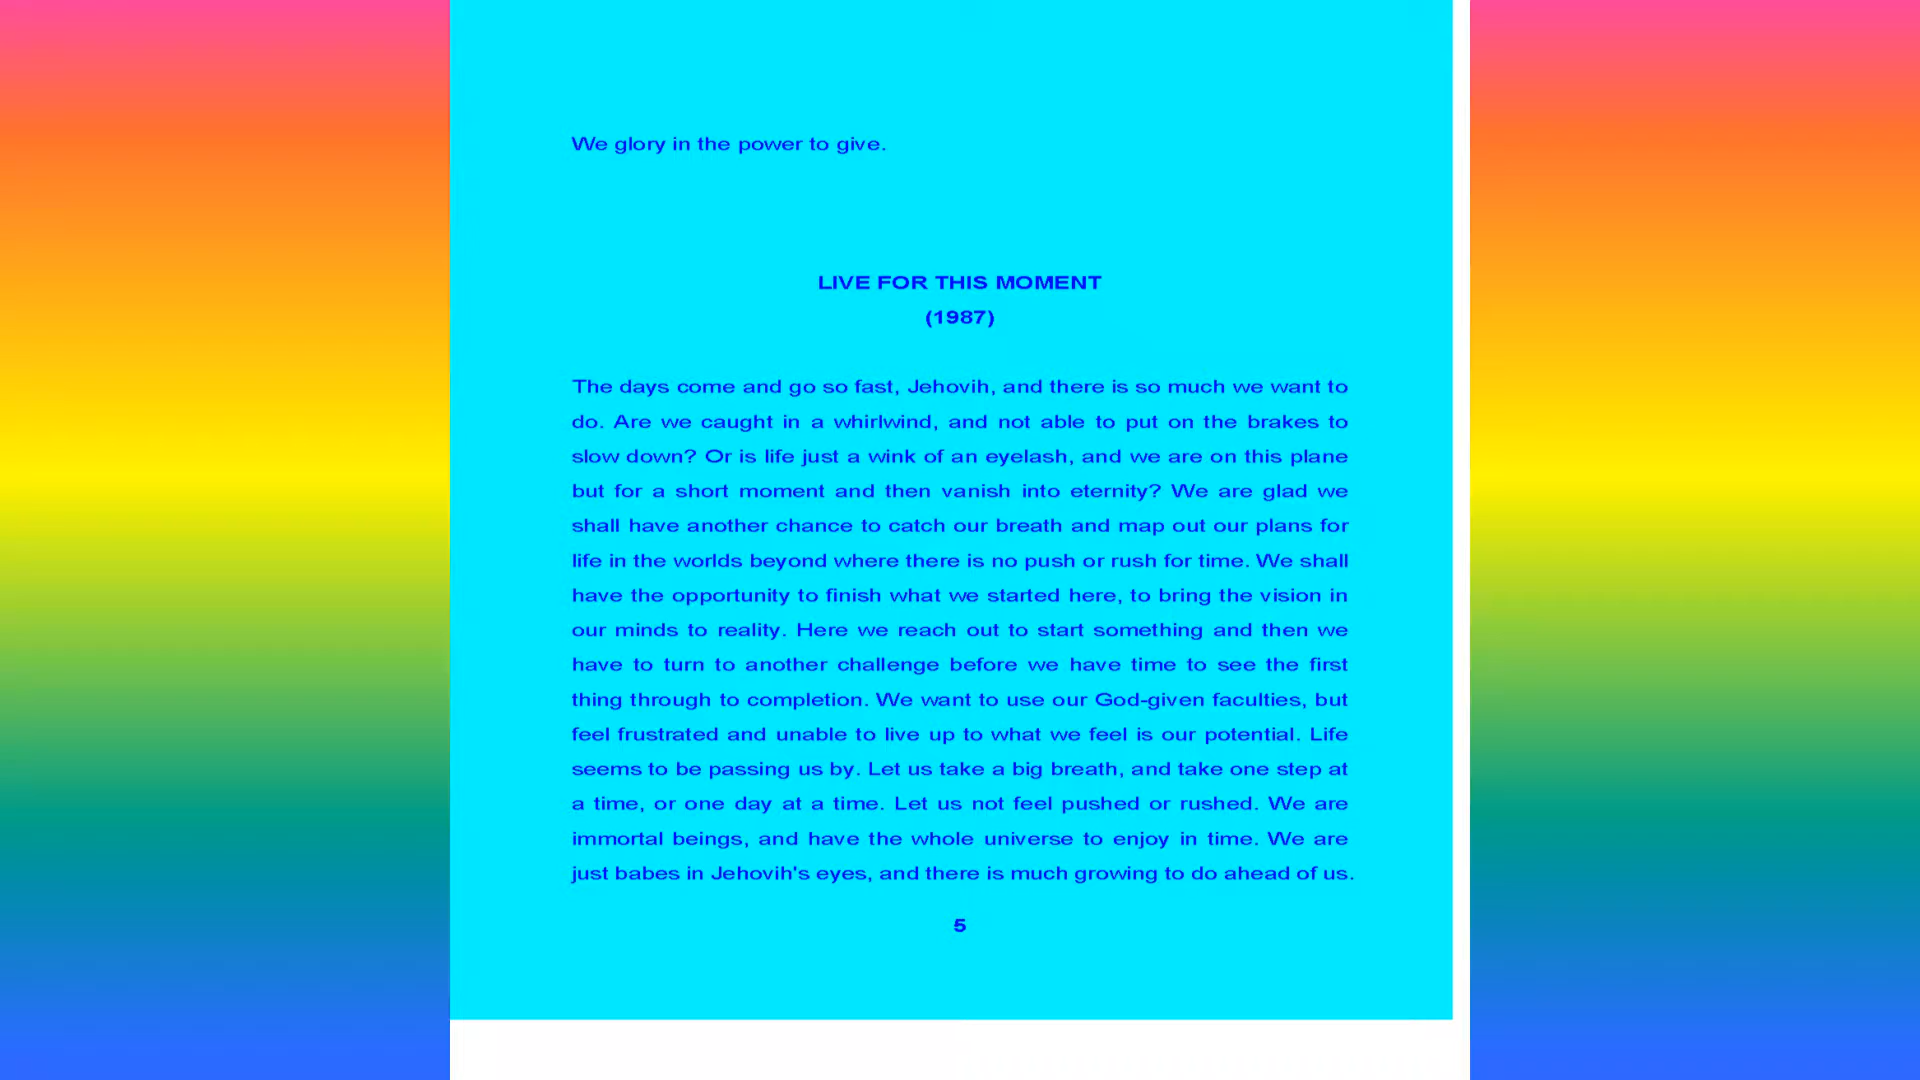 We glory in the power to give.
LIVE FOR THIS MOMENT
(1987)
The days come and go so fast, Jehovih, and there is so much we want to
do. Are we caught in a whirlwind, and not able to put on the brakes to
slow down? Or is life just a wink of an eyelash, and we are on this plane
but for a short moment and then vanish into eternity? We are glad we
shall have another chance to catch our breath and map out our plans for
life in the worlds beyond where there is no push or rush for time. We shall
have the opportunity to finish what we started here, to bring the vision in
our minds to reality. Here we reach out to start something and then we
have to turn to another challenge before we have time to see the first
thing through to completion. We want to use our God-given faculties, but
feel frustrated and unable to live up to what we feel is our potential. Life
seems to be passing us by. Let us take a big breath, and take one step at
a time, or one day at a time. Let us not feel pushed or rushed. We are
immortal beings, and have the whole universe to enjoy in time. We are
just babes in Jehovih's eyes, and there is much growing to do ahead of us.
5